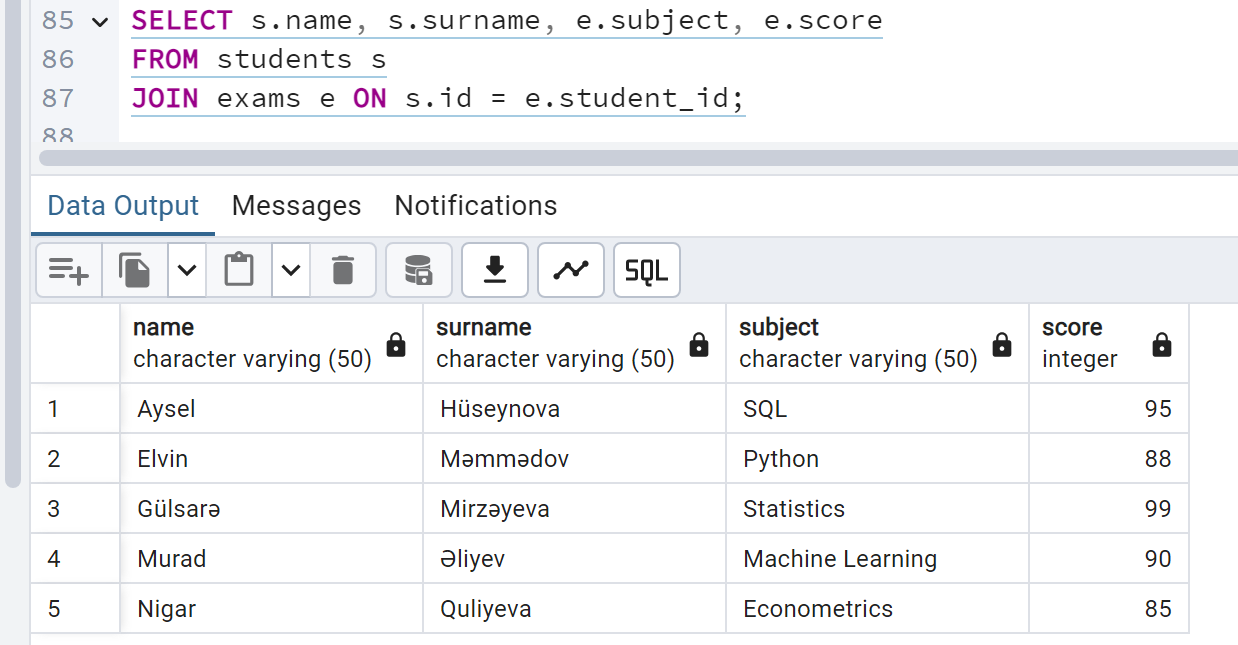 85 SELECT s.name, s.surname, e.subject, e.score
86 FROM students s
87 JOIN exams e ON s.id = e.student_id;
88
Data Output Messages Notifications
SQL
name surname subject score
character varying (50) character varying (50) character varying (50) integer
1 Aysel Hüseynova SQL 95
2 Elvin Məmmədov Python 88
3 Gülsarə Mirzəyeva Statistics 99
4 Murad Əliyev Machine Learning 90
5 Nigar Quliyeva Econometrics 85